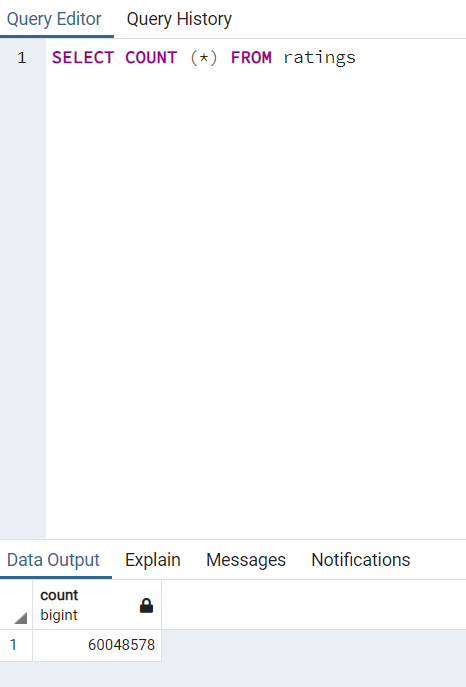 Query Editor Query History
1 SELECT COUNT (*) FROM ratings
Data Output Explain Messages Notifications
count
bigint
1 60048578